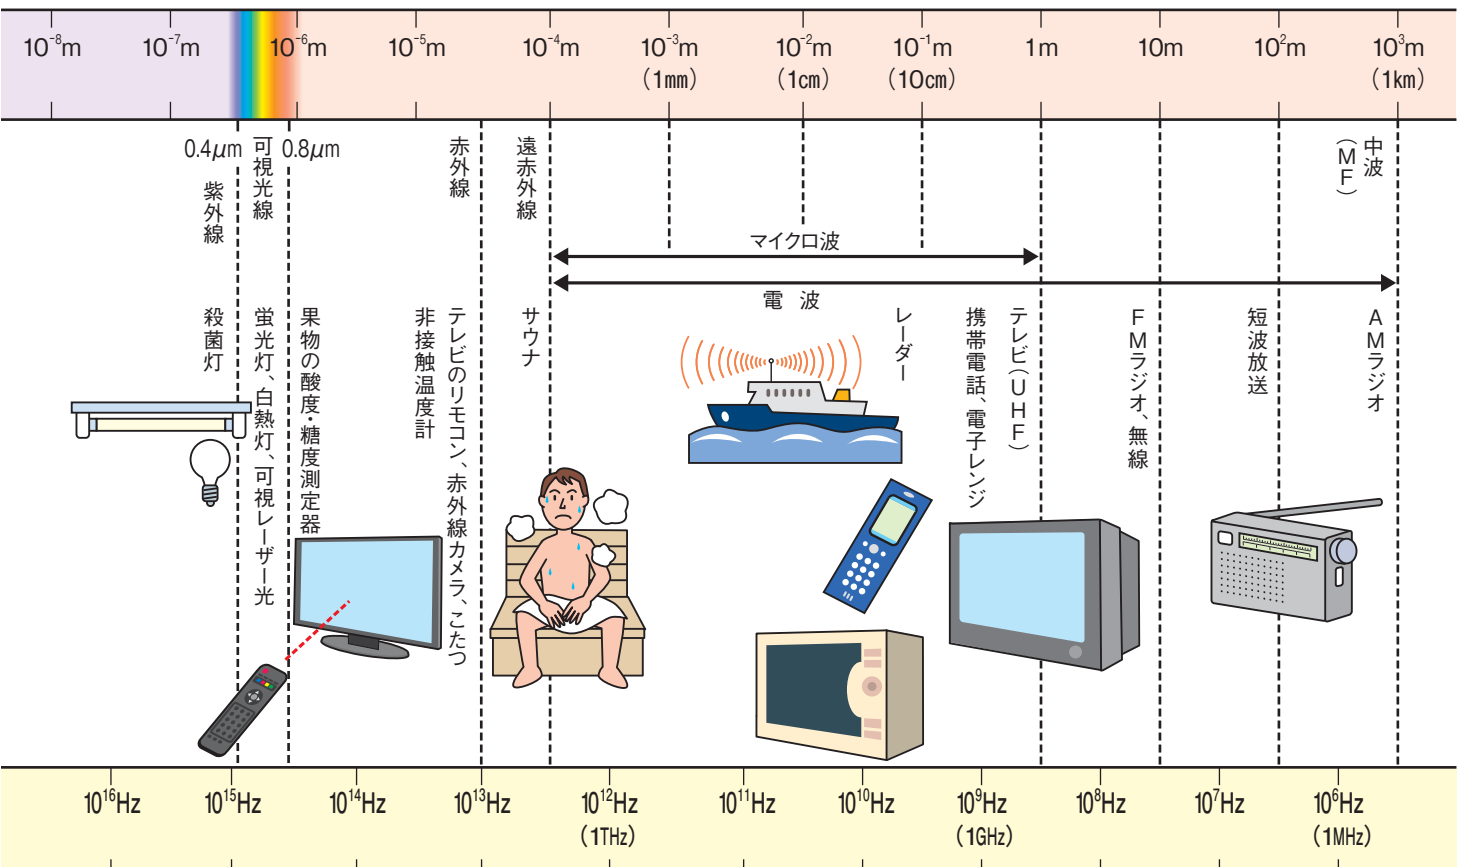 10⁻⁸m 10⁻⁷m 10⁻⁶m 10⁻⁵m 10⁻⁴m 10⁻³m 10⁻²m 10⁻¹m 1m 10m 10²m 10³m
(1mm) (1cm) (10cm) (1km)
0.4μm
可視光線
0.8μm
紫外線
赤外線
遠赤外線
中波
(MF)
マイクロ波
電波
殺菌灯
蛍光灯、白熱灯、可視レーザー光
果物の酸度・糖度測定器
非接触温度計
テレビのリモコン、赤外線カメラ、こたつ
サウナ
レーダー
携帯電話、電子レンジ
テレビ(UHF)
FMラジオ、無線
短波放送
AMラジオ
10¹⁶Hz 10¹⁵Hz 10¹⁴Hz 10¹³Hz 10¹²Hz 10¹¹Hz 10¹⁰Hz 10⁹Hz 10⁸Hz 10⁷Hz 10⁶Hz
(1THz) (1GHz) (1MHz)